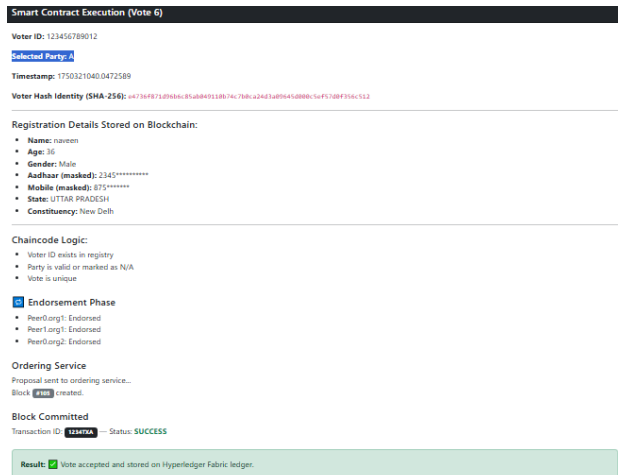 Smart Contract Execution (Vote 6)
Voter ID: 123456789012
Selected Party: A
Timestamp: 1750321040.0472589
Voter Hash Identity (SHA-256): e4736f871d96b6c85ab049110b74c7b0ca24d3a09645d000c5ef57d0f356c512
Registration Details Stored on Blockchain:
• Name: naveen
• Age: 36
• Gender: Male
• Aadhaar (masked): 2345**********
• Mobile (masked): 875*******
• State: UTTAR PRADESH
• Constituency: New Delh
Chaincode Logic:
• Voter ID exists in registry
• Party is valid or marked as N/A
• Vote is unique
Endorsement Phase
• Peer0.org1: Endorsed
• Peer1.org1: Endorsed
• Peer0.org2: Endorsed
Ordering Service
Proposal sent to ordering service...
Block #105 created.
Block Committed
Transaction ID: 1234TXA — Status: SUCCESS
Result: ✅ Vote accepted and stored on Hyperledger Fabric ledger.